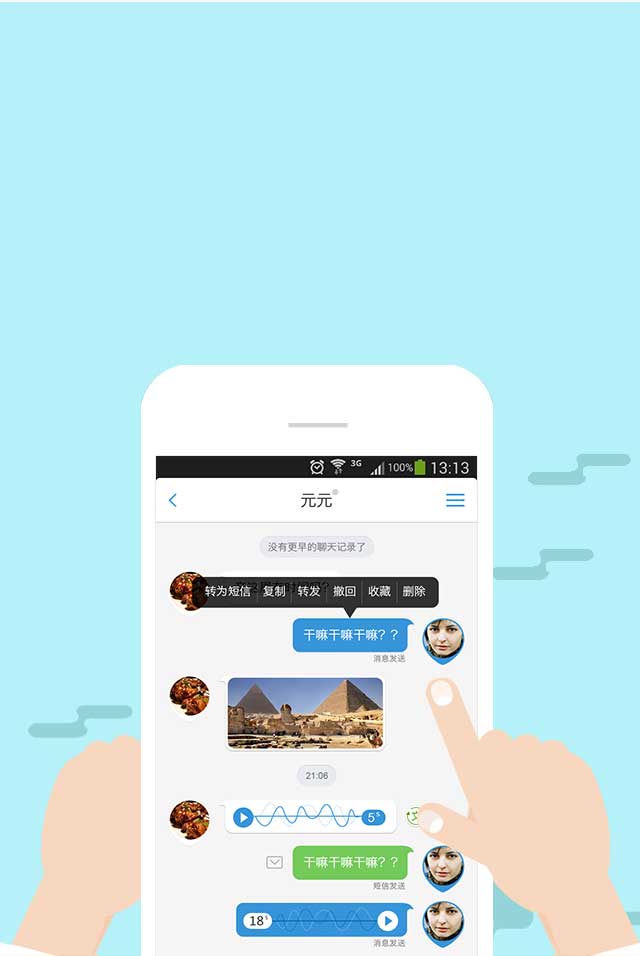 3G 100% 13:13
元元
没有更早的聊天记录了
转为短信 复制 转发 撤回 收藏 删除
干嘛干嘛干嘛？？
消息发送
21:06
5"
干嘛干嘛干嘛？？
短信发送
18"
消息发送